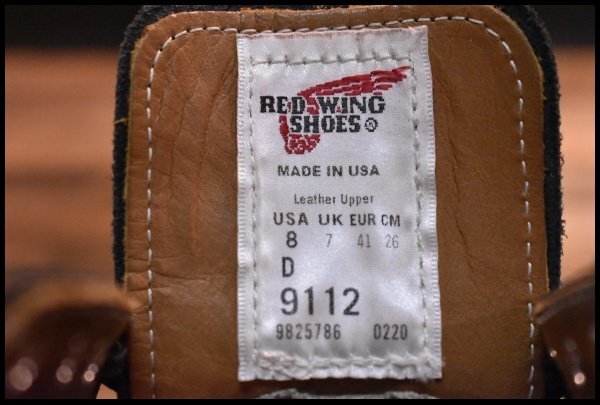 RED WING
SHOES®
MADE IN USA
Leather Upper
USA UK EUR CM
8 7 41 26
D
9112
9825786 0220